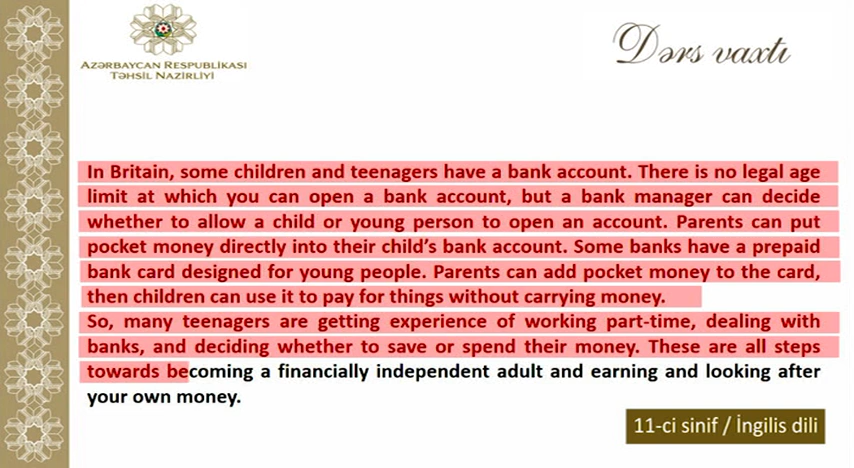 AZƏRBAYCAN RESPUBLİKASI
TƏHSİL NAZİRLİYİ
Dərs vaxtı
In Britain, some children and teenagers have a bank account. There is no legal age
limit at which you can open a bank account, but a bank manager can decide
whether to allow a child or young person to open an account. Parents can put
pocket money directly into their child’s bank account. Some banks have a prepaid
bank card designed for young people. Parents can add pocket money to the card,
then children can use it to pay for things without carrying money.
So, many teenagers are getting experience of working part-time, dealing with
banks, and deciding whether to save or spend their money. These are all steps
towards becoming a financially independent adult and earning and looking after
your own money.
11-ci sinif / İngilis dili